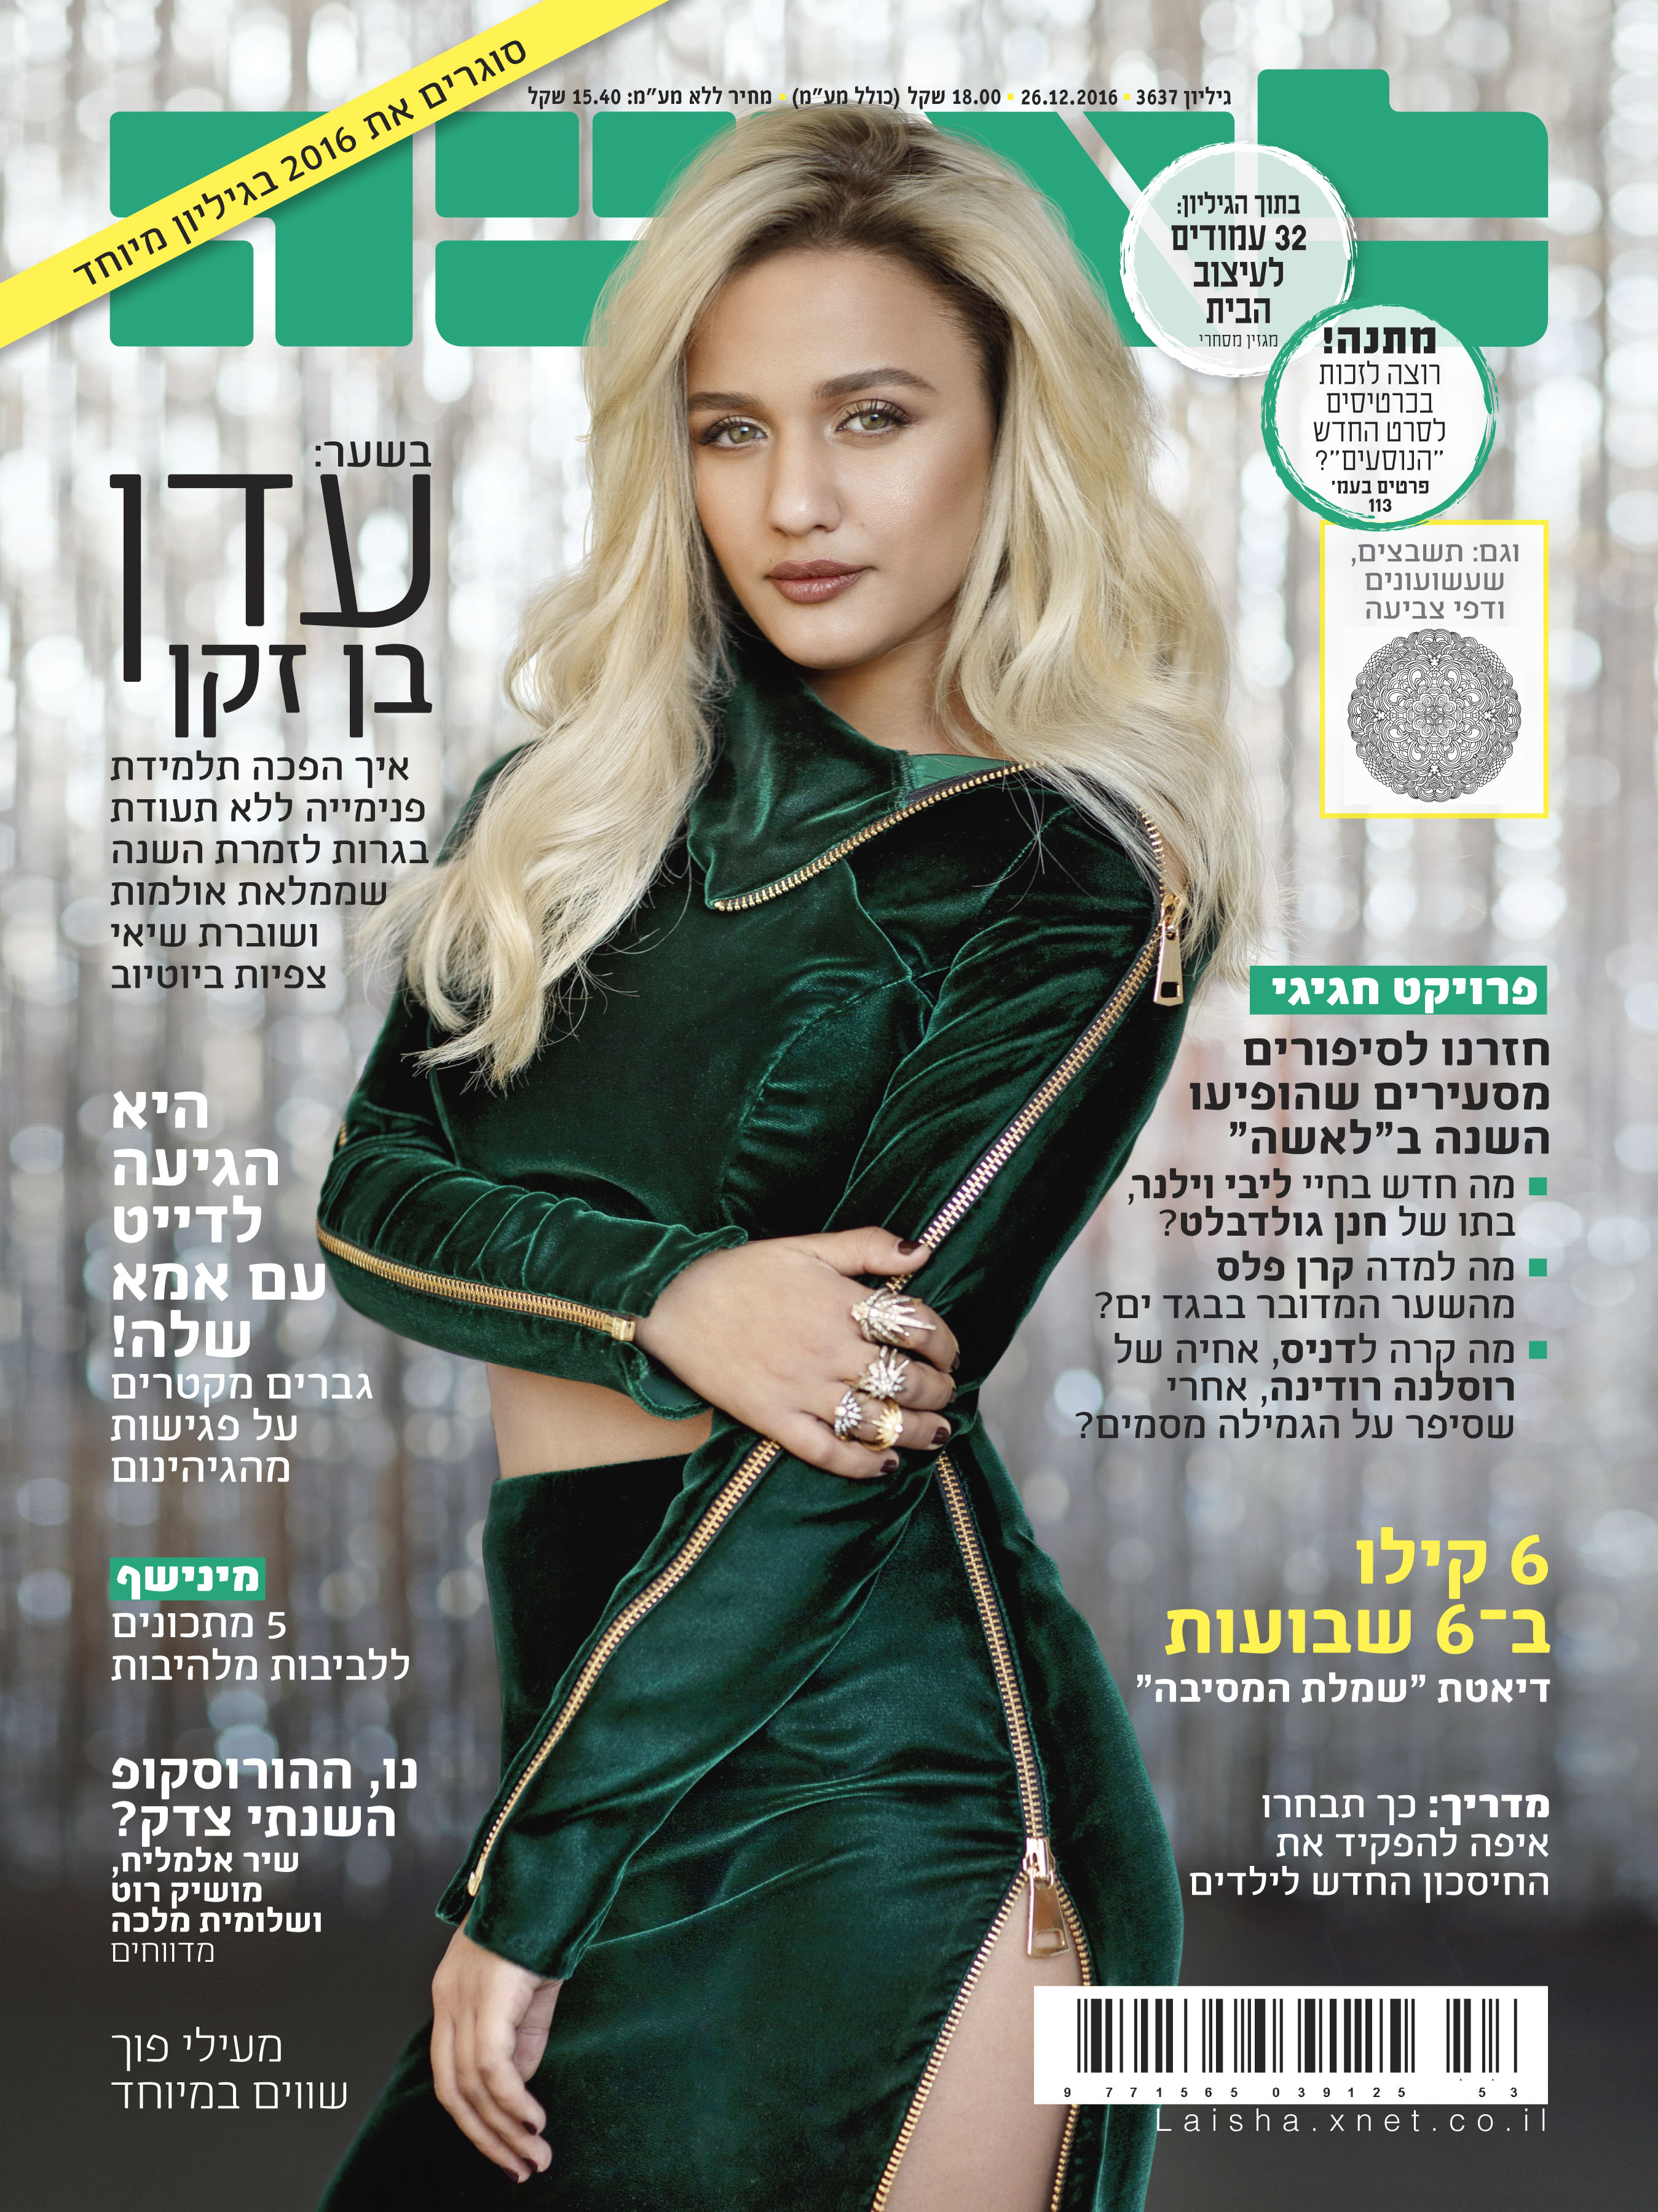 סוגרים את 2016 בגיליון מיוחד
גיליון 3637 ▪ 26.12.2016 ▪ 18.00 שקל (כולל מע"מ) ▪ מחיר ללא מע"מ: 15.40 שקל
לאשה
בתוך הגיליון:
32 עמודים
לעיצוב
הבית
מגזין מסחרי
מתנה!
רוצה לזכות
בכרטיסים
לסרט החדש
"הנוסעים"?
פרטים בעמ'
113
וגם: תשבצים,
שעשועונים
ודפי צביעה
בשער:
עדן
בן זקן
איך הפכה תלמידת
פנימייה ללא תעודת
בגרות לזמרת השנה
שממלאת אולמות
ושוברת שיאי
צפיות ביוטיוב
פרויקט חגיגי
חזרנו לסיפורים
מסעירים שהופיעו
השנה ב"לאשה"
▪ מה חדש בחיי ליבי וילנר,
בתו של חנן גולדבלט?
▪ מה למדה קרן פלס
מהשער המדובר בבגד ים?
▪ מה קרה לדניס, אחיה של
רוסלנה רודינה, אחרי
שסיפר על הגמילה מסמים?
היא
הגיעה
לדייט
עם אמא
שלה!
גברים מקטרים
על פגישות
מהגיהינום
6 קילו
ב־6 שבועות
דיאטת "שמלת המסיבה"
מינישף
5 מתכונים
ללביבות מלהיבות
מדריך: כך תבחרו
איפה להפקיד את
החיסכון החדש לילדים
נו, ההורוסקופ
השנתי צדק?
שיר אלמליח,
מושיק רוט
ושלומית מלכה
מדווחים
מעילי פוך
שווים במיוחד
9 771565 039125 53
Laisha.xnet.co.il